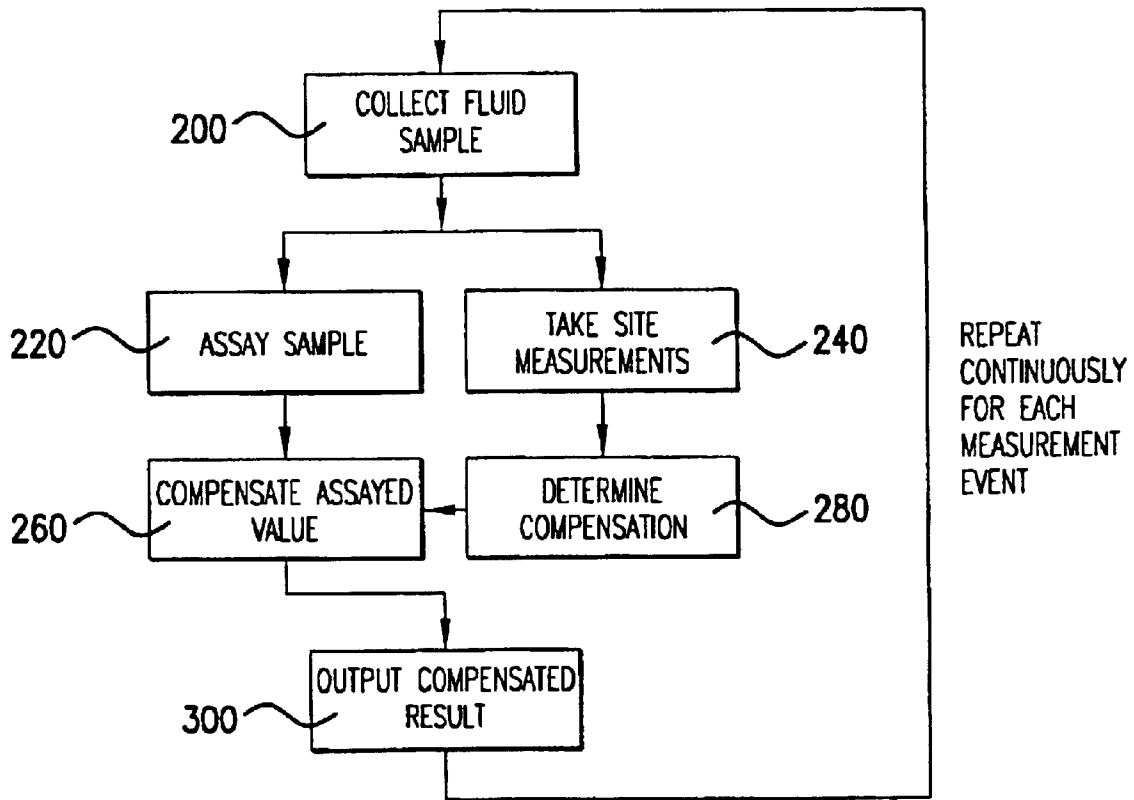 COLLECT FLUID
SAMPLE
200
ASSAY SAMPLE
220
TAKE SITE
MEASUREMENTS
240
REPEAT
CONTINUOUSLY
FOR EACH
MEASUREMENT
EVENT
COMPENSATE ASSAYED
VALUE
260
DETERMINE
COMPENSATION
280
OUTPUT COMPENSATED
RESULT
300